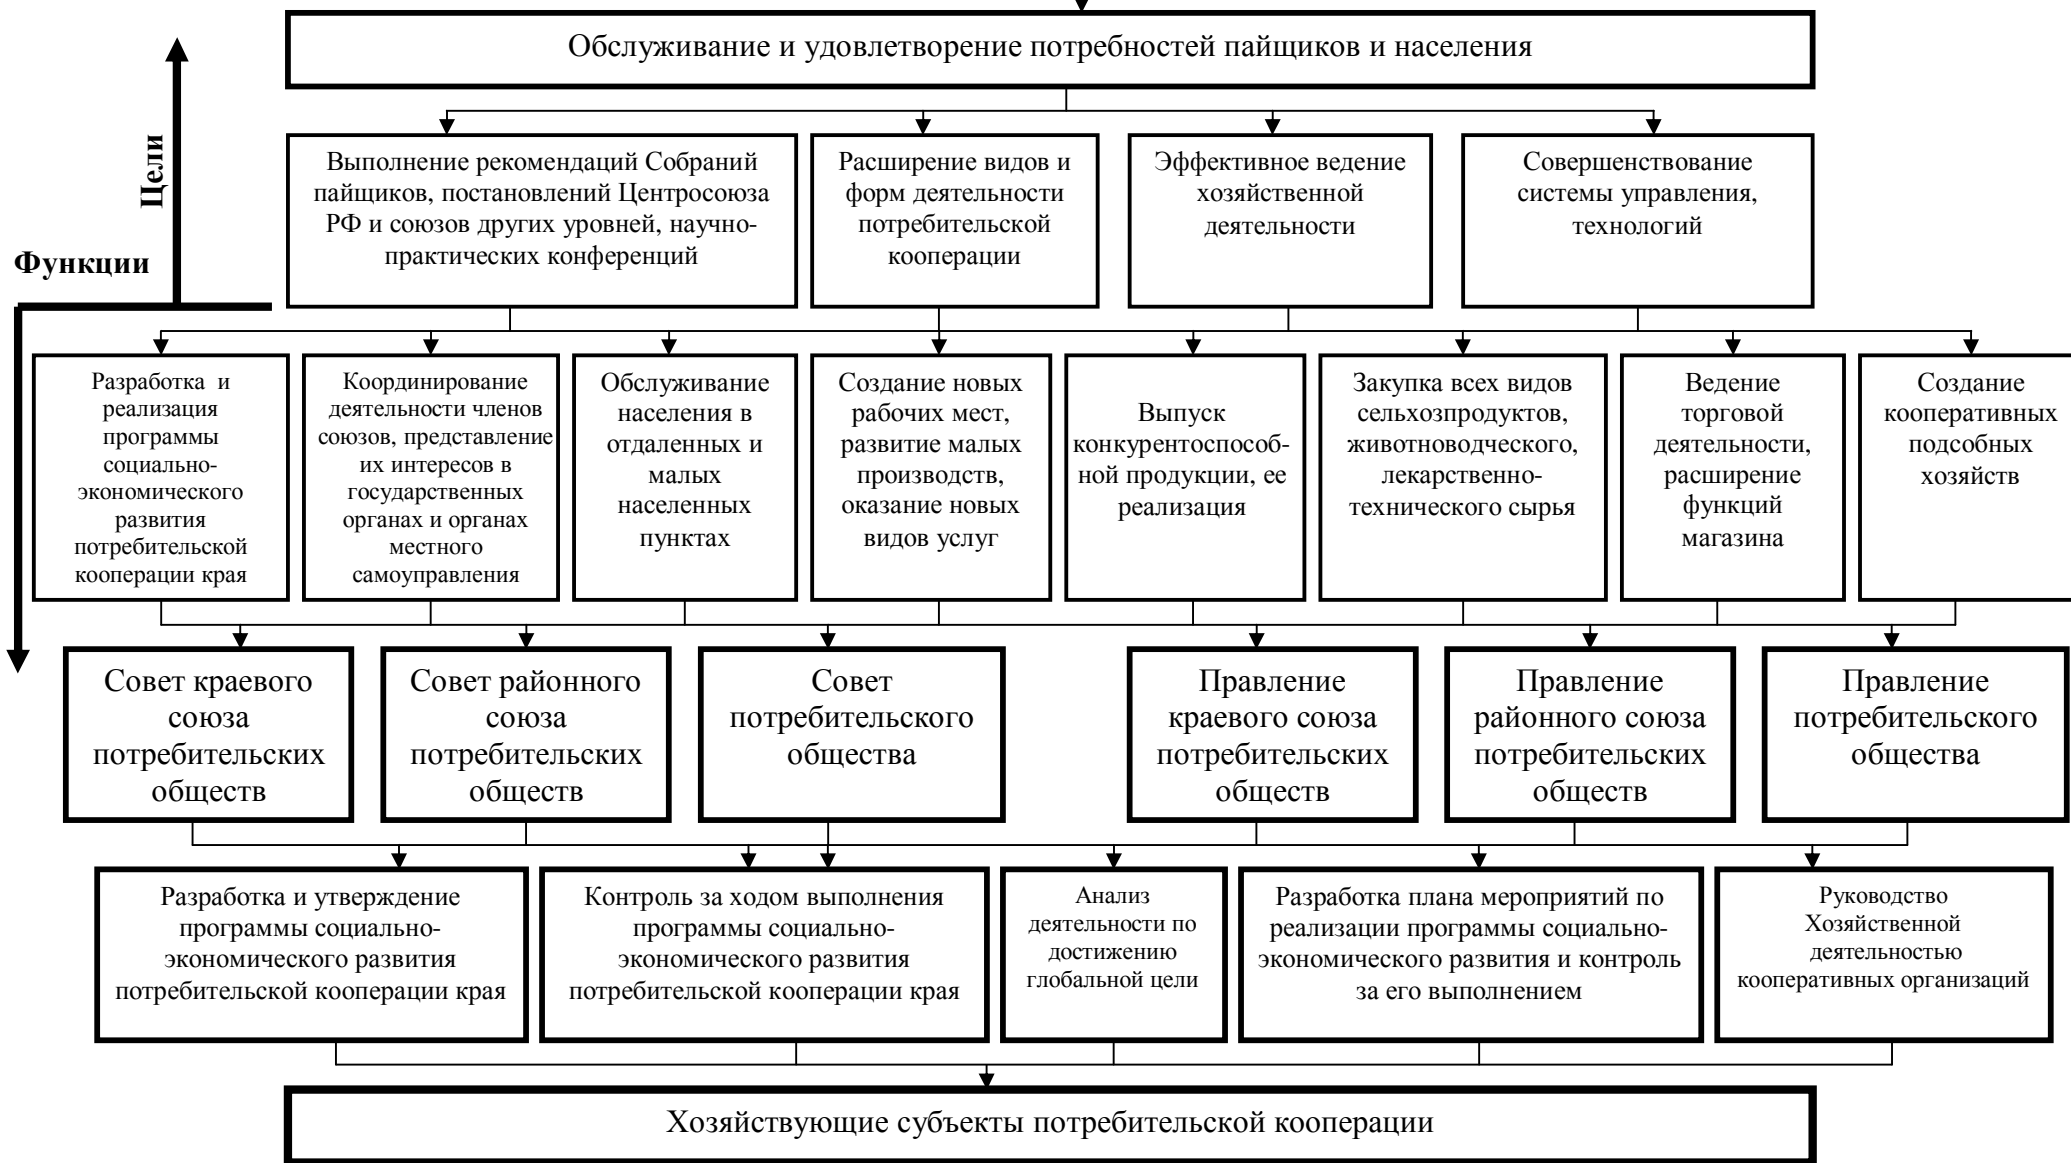 Обслуживание и удовлетворение потребностей пайщиков и населения
Цели
Функции
Выполнение рекомендаций Собраний
пайщиков, постановлений Центросоюза
РФ и союзов других уровней, научно-
практических конференций
Расширение видов и
форм деятельности
потребительской
кооперации
Эффективное ведение
хозяйственной
деятельности
Совершенствование
системы управления,
технологий
Разработка и
реализация
программы
социально-
экономического
развития
потребительской
кооперации края
Координирование
деятельности членов
союзов, представление
их интересов в
государственных
органах и органах
местного
самоуправления
Обслуживание
населения в
отдаленных и
малых
населенных
пунктах
Создание новых
рабочих мест,
развитие малых
производств,
оказание новых
видов услуг
Выпуск
конкурентоспособ-
ной продукции, ее
реализация
Закупка всех видов
сельхозпродуктов,
животноводческого,
лекарственно-
технического сырья
Ведение
торговой
деятельности,
расширение
функций
магазина
Создание
кооперативных
подсобных
хозяйств
Совет краевого
союза
потребительских
обществ
Совет районного
союза
потребительских
обществ
Совет
потребительского
общества
Правление
краевого союза
потребительских
обществ
Правление
районного союза
потребительских
обществ
Правление
потребительского
общества
Разработка и утверждение
программы социально-
экономического развития
потребительской кооперации края
Контроль за ходом выполнения
программы социально-
экономического развития
потребительской кооперации края
Анализ
деятельности по
достижению
глобальной цели
Разработка плана мероприятий по
реализации программы социально-
экономического развития и контроль
за его выполнением
Руководство
Хозяйственной
деятельностью
кооперативных организаций
Хозяйствующие субъекты потребительской кооперации